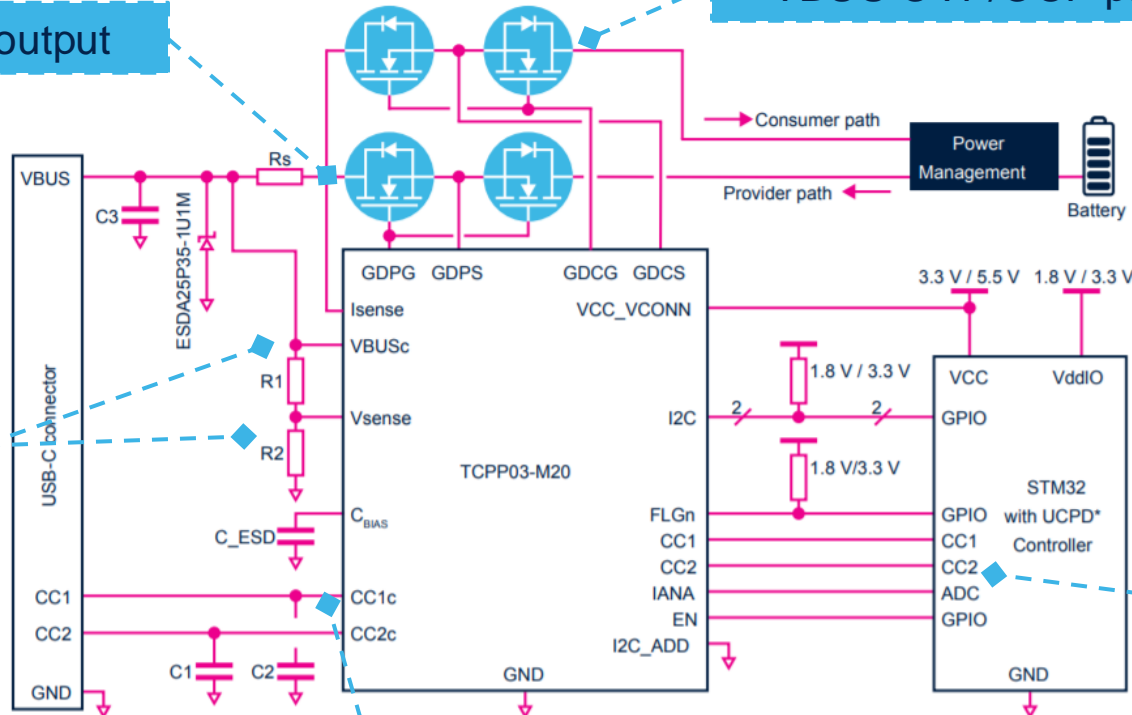 output
VBUS
C3
ESDA25P35-1U1M
Rs
Consumer path
Provider path
Power
Management
Battery
GDPG GDPS GDCG GDCS
Isense
VCC_VCONN
VBUSc
R1
Vsense
R2
USB-C connector
TCPP03-M20
I2C
2
2
1.8 V / 3.3 V
1.8 V/3.3 V
3.3 V / 5.5 V 1.8 V / 3.3 V
VCC VddIO
GPIO
STM32
with UCPD*
Controller
CBIAS
C_ESD
FLGn
CC1
CC2
IANA
EN
I2C_ADD
GPIO
CC1
CC2
ADC
GPIO
CC1
CC1c
CC2
CC2c
C1
C2
GND
GND
GND